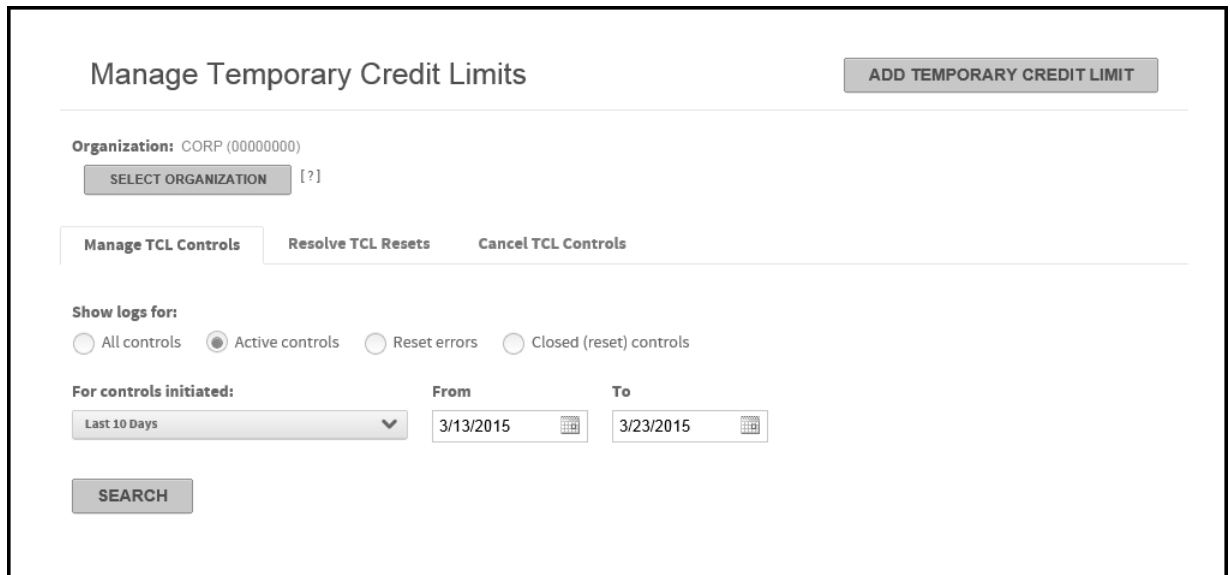 Manage Temporary Credit Limits
ADD TEMPORARY CREDIT LIMIT
Organization: CORP (00000000)
SELECT ORGANIZATION [?]
Manage TCL Controls Resolve TCL Resets Cancel TCL Controls
Show logs for:
All controls Active controls Reset errors Closed (reset) controls
For controls initiated: From To
Last 10 Days 3/13/2015 3/23/2015
SEARCH